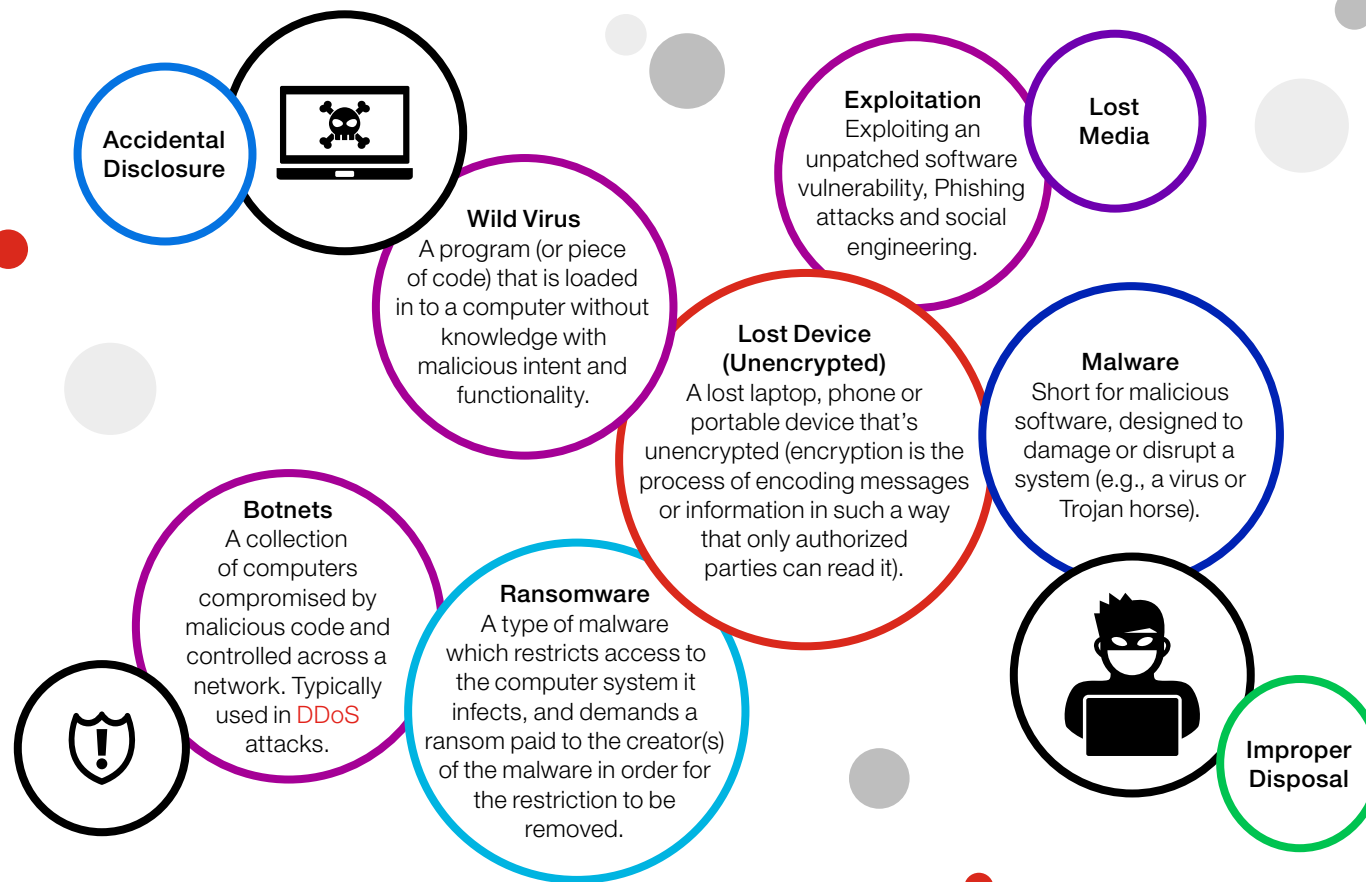 Accidental
Disclosure
Wild Virus
A program (or piece
of code) that is loaded
in to a computer without
knowledge with
malicious intent and
functionality.
Exploitation
Exploiting an
unpatched software
vulnerability, Phishing
attacks and social
engineering.
Lost
Media
Lost Device
(Unencrypted)
A lost laptop, phone or
portable device that's
unencrypted (encryption is the
process of encoding messages
or information in such a way
that only authorized
parties can read it).
Malware
Short for malicious
software, designed to
damage or disrupt a
system (e.g., a virus or
Trojan horse).
Botnets
A collection
of computers
compromised by
malicious code and
controlled across a
network. Typically
used in DDoS
attacks.
Ransomware
A type of malware
which restricts access to
the computer system it
infects, and demands a
ransom paid to the creator(s)
of the malware in order for
the restriction to be
removed.
Improper
Disposal